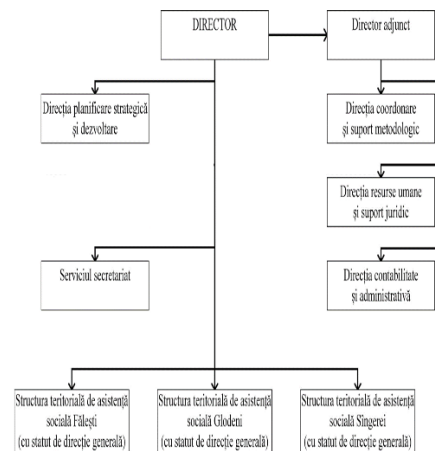 DIRECTOR
Director adjunct
Direcția planificare strategică
și dezvoltare
Direcția coordonare
și suport metodologic
Direcția resurse umane
și suport juridic
Serviciul secretariat
Direcția contabilitate
și administrativă
Structura teritorială de asistență
socială Fălești
(cu statut de direcție generală)
Structura teritorială de asistență
socială Glodeni
(cu statut de direcție generală)
Structura teritorială de asistență
socială Sîngerei
(cu statut de direcție generală)